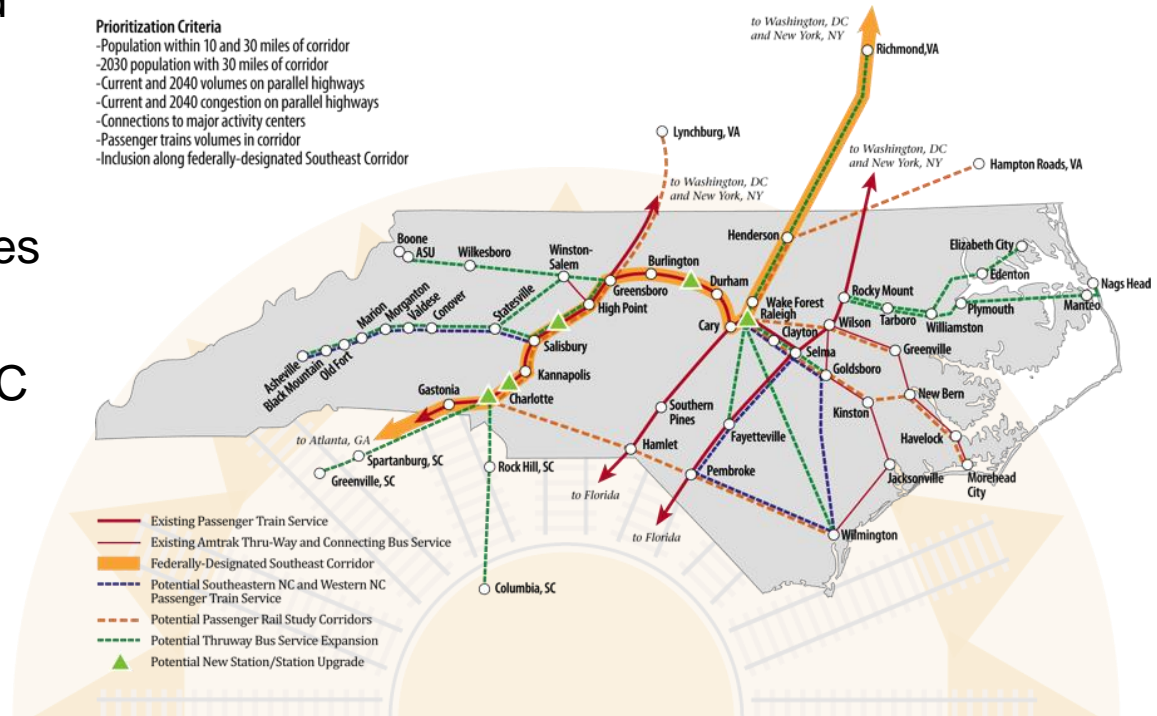 es
C
Prioritization Criteria
-Population within 10 and 30 miles of corridor
-2030 population with 30 miles of corridor
-Current and 2040 volumes on parallel highways
-Current and 2040 congestion on parallel highways
-Connections to major activity centers
-Passenger trains volumes in corridor
-Inclusion along federally-designated Southeast Corridor
to Washington, DC
and New York, NY
Richmond,VA
Lynchburg, VA
to Washington, DC
and New York, NY
to Washington, DC
and New York, NY
Hampton Roads, VA
Henderson
Boone
ASU
Wilkesboro
Winston-
Salem
Burlington
Greensboro
Durham
High Point
Elizabeth City
Edenton
Nags Head
Manteo
Plymouth
Williamston
Tarboro
Rocky Mount
Wake Forest
Raleigh
Cary
Clayton
Wilson
Selma
Greenville
Goldsboro
Kinston
New Bern
Havelock
Morehead
City
Jacksonville
Wilmington
Statesville
Conover
Valdese
Morganton
Marion
Old Fort
Black Mountain
Asheville
Salisbury
Kannapolis
Charlotte
Gastonia
Southern
Pines
Hamlet
Fayetteville
Pembroke
to Atlanta, GA
Spartanburg, SC
Greenville, SC
Rock Hill, SC
Columbia, SC
to Florida
to Florida
Existing Passenger Train Service
Existing Amtrak Thru-Way and Connecting Bus Service
Federally-Designated Southeast Corridor
Potential Southeastern NC and Western NC
Passenger Train Service
Potential Passenger Rail Study Corridors
Potential Thruway Bus Service Expansion
Potential New Station/Station Upgrade